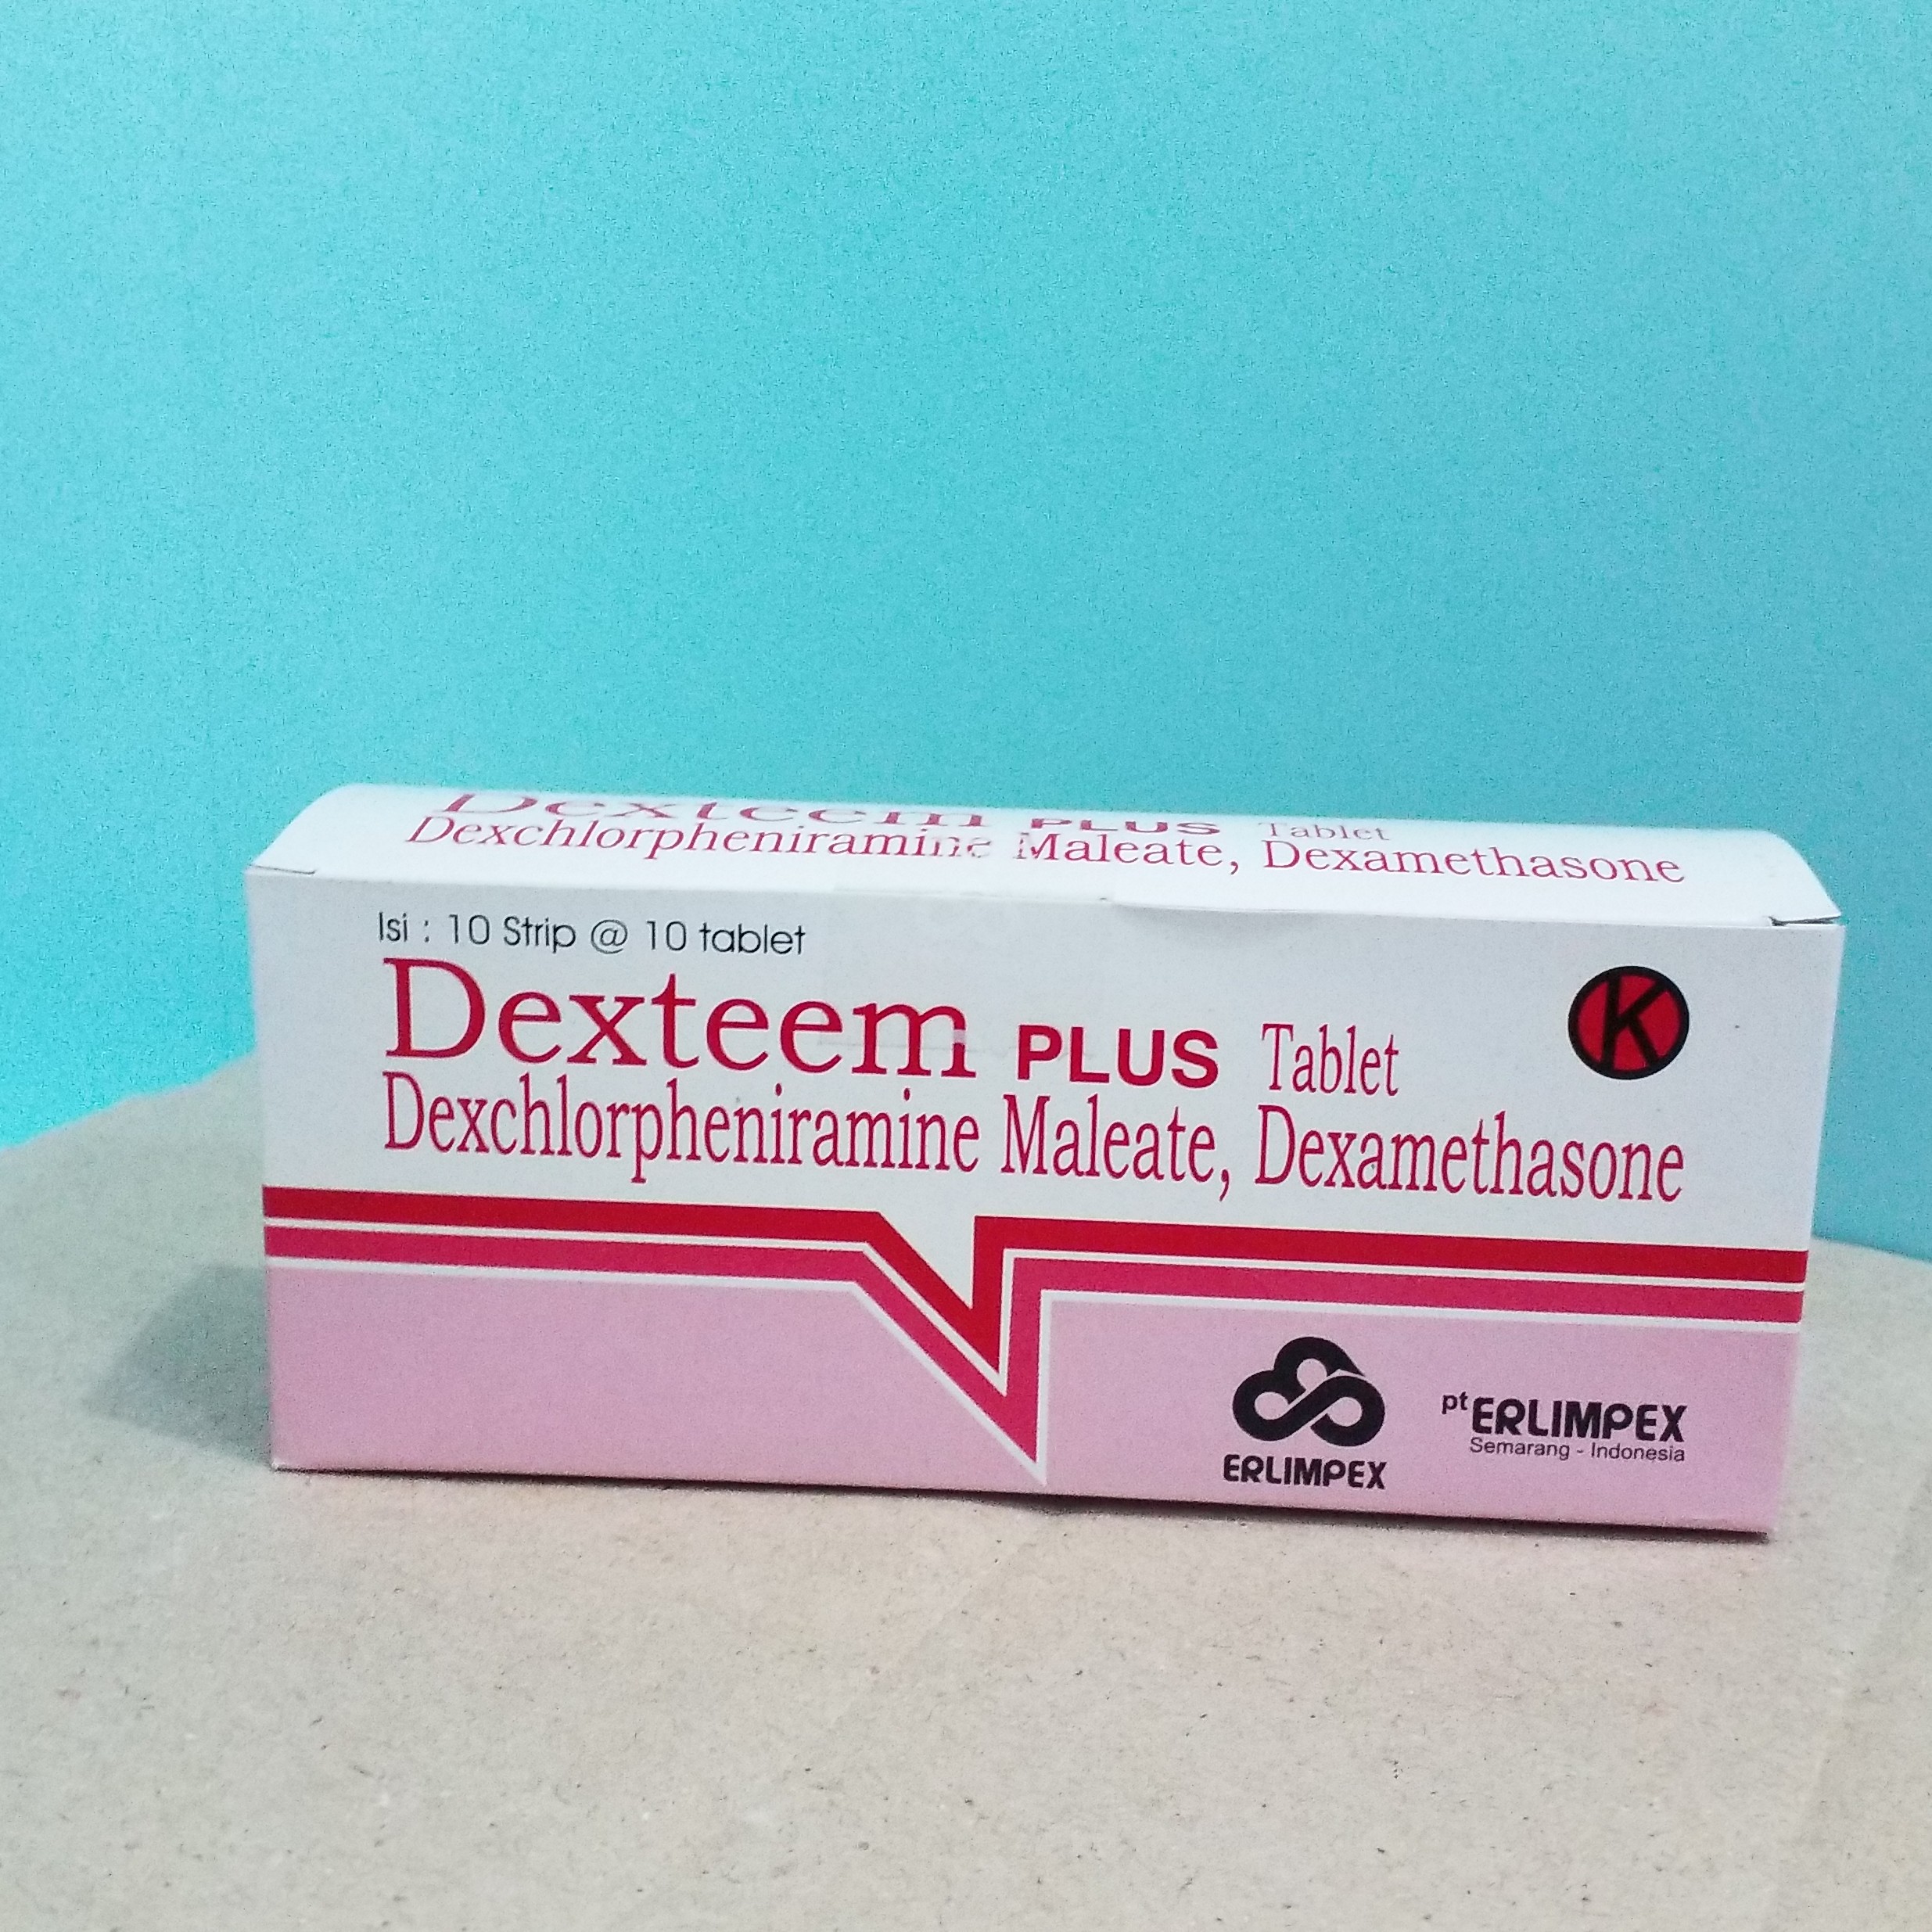 Dexteem PLUS Tablet
Dexchlorpheniramine Maleate, Dexamethasone
Isi : 10 Strip @ 10 tablet
Dexteem PLUS Tablet
K
Dexchlorpheniramine Maleate, Dexamethasone
ERLIMPEX
pt ERLIMPEX
Semarang - Indonesia